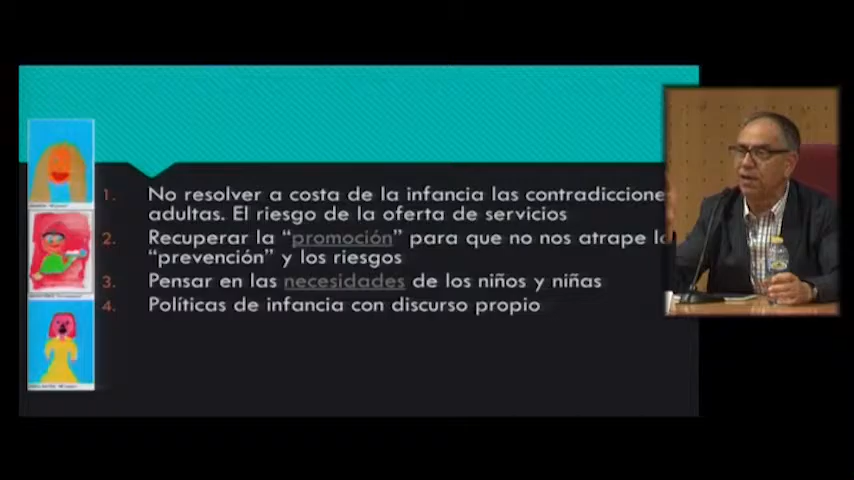 1. No resolver a costa de la infancia las contradiccione
adultas. El riesgo de la oferta de servicios
2. Recuperar la “promoción” para que no nos atrape l
“prevención” y los riesgos
3. Pensar en las necesidades de los niños y niñas
4. Políticas de infancia con discurso propio